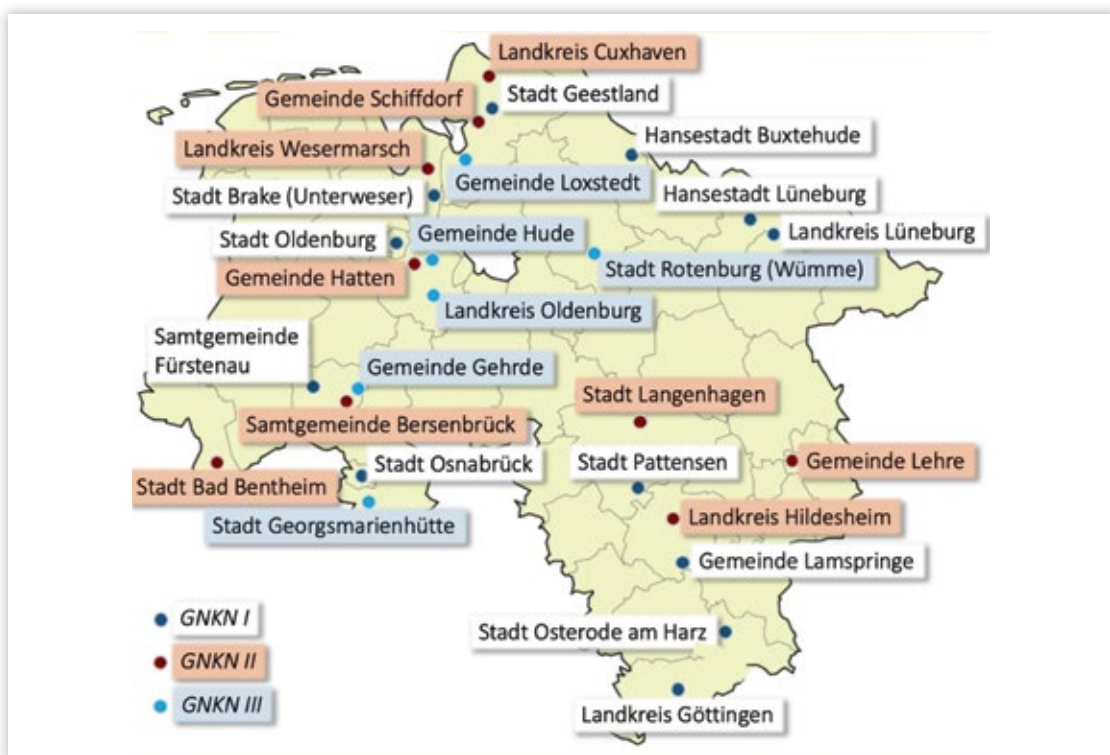 Landkreis Cuxhaven
Stadt Geestland
Gemeinde Schiffdorf
Hansestadt Buxtehude
Landkreis Wesermarsch
Gemeinde Loxstedt
Stadt Brake (Unterweser)
Hansestadt Lüneburg
Landkreis Lüneburg
Stadt Oldenburg
Gemeinde Hude
Gemeinde Hatten
Stadt Rotenburg (Wümme)
Landkreis Oldenburg
Samtgemeinde
Fürstenau
Gemeinde Gehrde
Stadt Langenhagen
Samtgemeinde Bersenbrück
Stadt Osnabrück
Stadt Pattensen
Gemeinde Lehre
Stadt Bad Bentheim
Stadt Georgsmarienhütte
Landkreis Hildesheim
Gemeinde Lamspringe
Stadt Osterode am Harz
Landkreis Göttingen
GNKN I
GNKN II
GNKN III